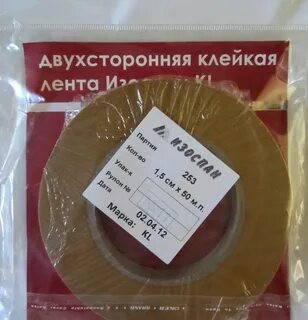 ДВУХСТОРОННЯЯ КЛЕЙКАЯ
ЛЕНТА Изо KL
ИЗОСПАН
Партия 253
Кол-во 1,5 см х 50 м.п.
Упак-к
Рулон №
Дата 02.04.12
Марка: KL